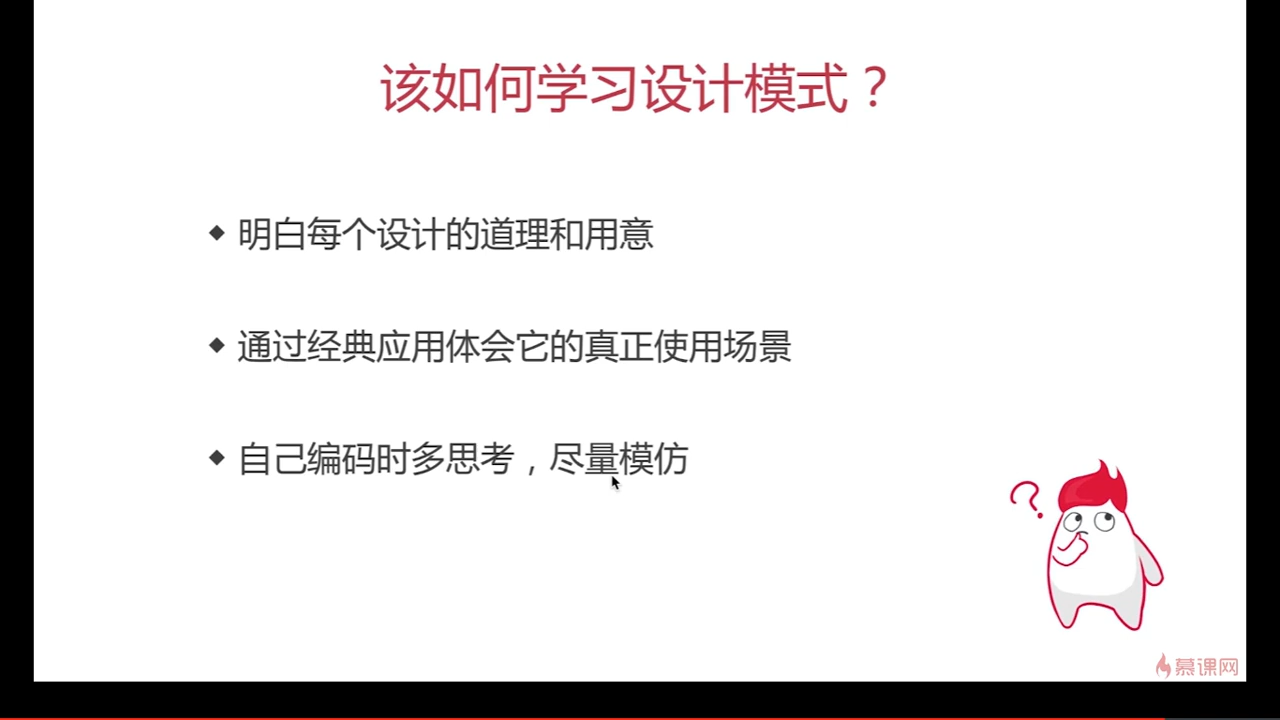 该如何学习设计模式？
◆ 明白每个设计的道理和用意
◆ 通过经典应用体会它的真正使用场景
◆ 自己编码时多思考，尽量模仿
?
慕课网